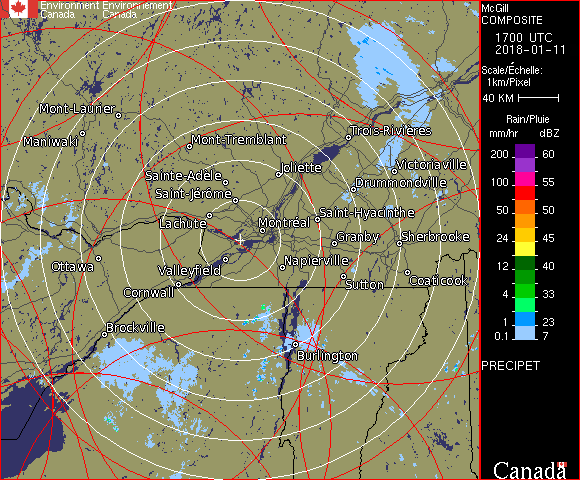 Environment Environnement
Canada Canada
McGill
COMPOSITE
1700 UTC
2018-01-11
Scale/Échelle:
1km/Pixel
40 KM
Rain/Pluie
mm/hr dBZ
200 60
155 55
100 55
50 50
24 45
12 40
4 33
1 23
0.1 7
PRECIPET
Canada
Mont-Laurier
Maniwaki
Mont-Tremblant
Trois-Rivières
Joliette
Victoriaville
Sainte-Adèle
Drummondville
Saint-Jérôme
Saint-Hyacinthe
Lachute
Montréal
Granby
Sherbrooke
Ottawa
Valleyfield
Napierville
Coaticook
Cornwall
Sutton
Brockville
Burlington